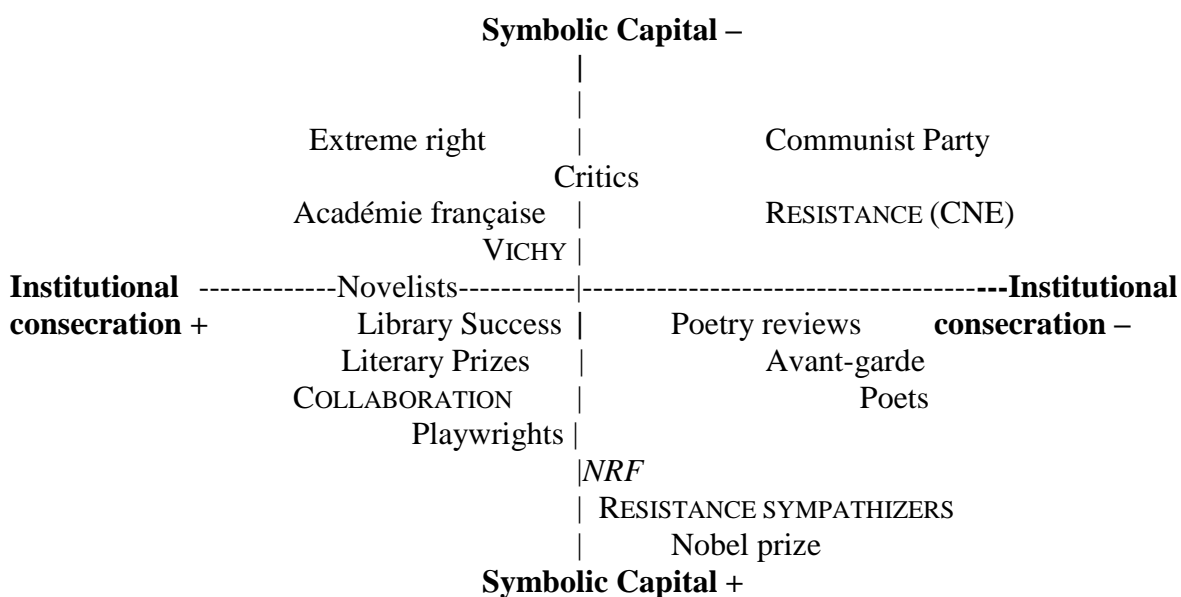 Symbolic Capital –
|
|
Extreme right | Communist Party
Critics
Académie française | RESISTANCE (CNE)
VICHY |
Institutional -------------Novelists-----------|----------------------------------------Institutional
consecration + Library Success | Poetry reviews consecration –
Literary Prizes | Avant-garde
COLLABORATION | Poets
Playwrights |
|NRF
| RESISTANCE SYMPATHIZERS
| Nobel prize
Symbolic Capital +